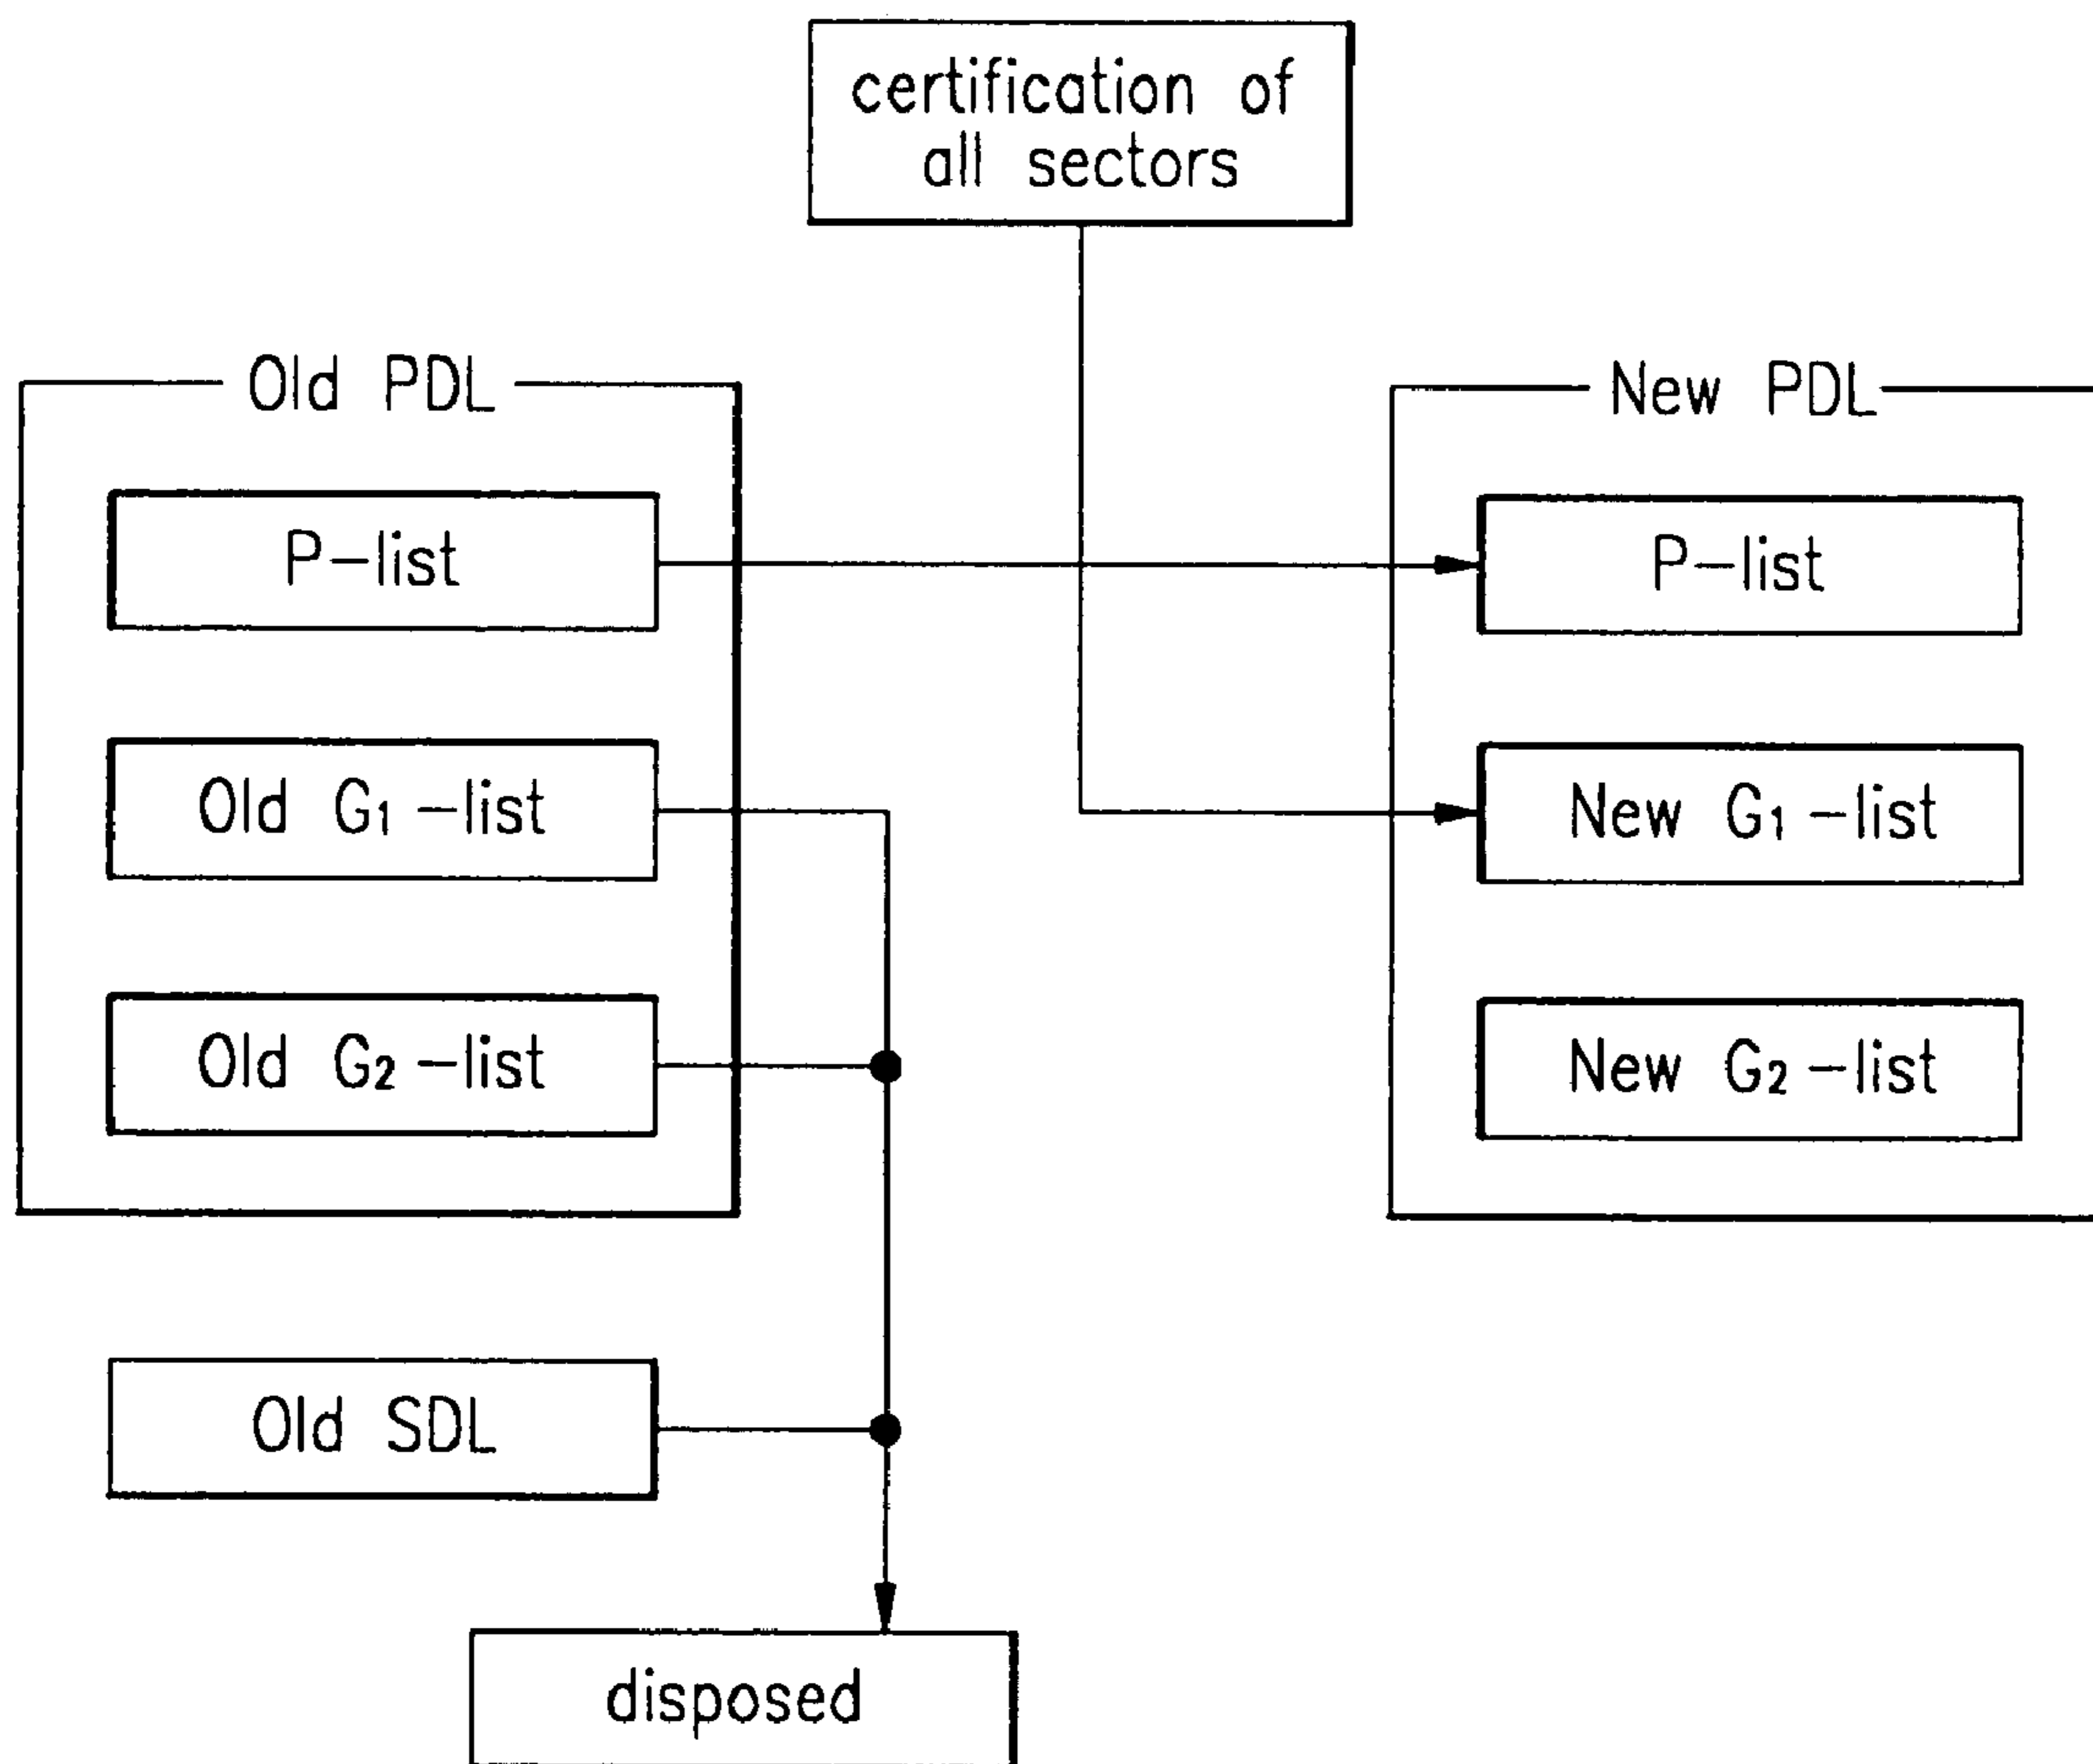 certification of
all sectors
Old PDL
P-list
Old G1-list
Old G2-list
Old SDL
disposed
New PDL
P-list
New G1-list
New G2-list